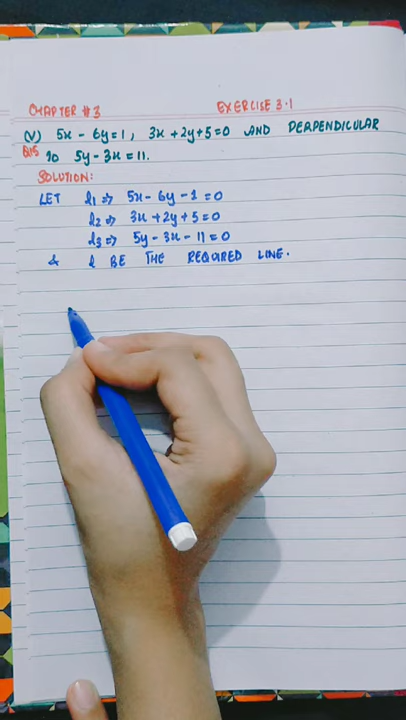 CHAPTER #3 EXERCISE 3.1
(V) 5x - 6y=1, 3x +2y+5=0 AND PERPENDICULAR
Q15 TO 5y-3x=11.
SOLUTION:
LET l1 => 5x-6y-1=0
l2 => 3x+2y+5=0
l3 => 5y-3x-11=0
& l BE THE REQUIRED LINE.